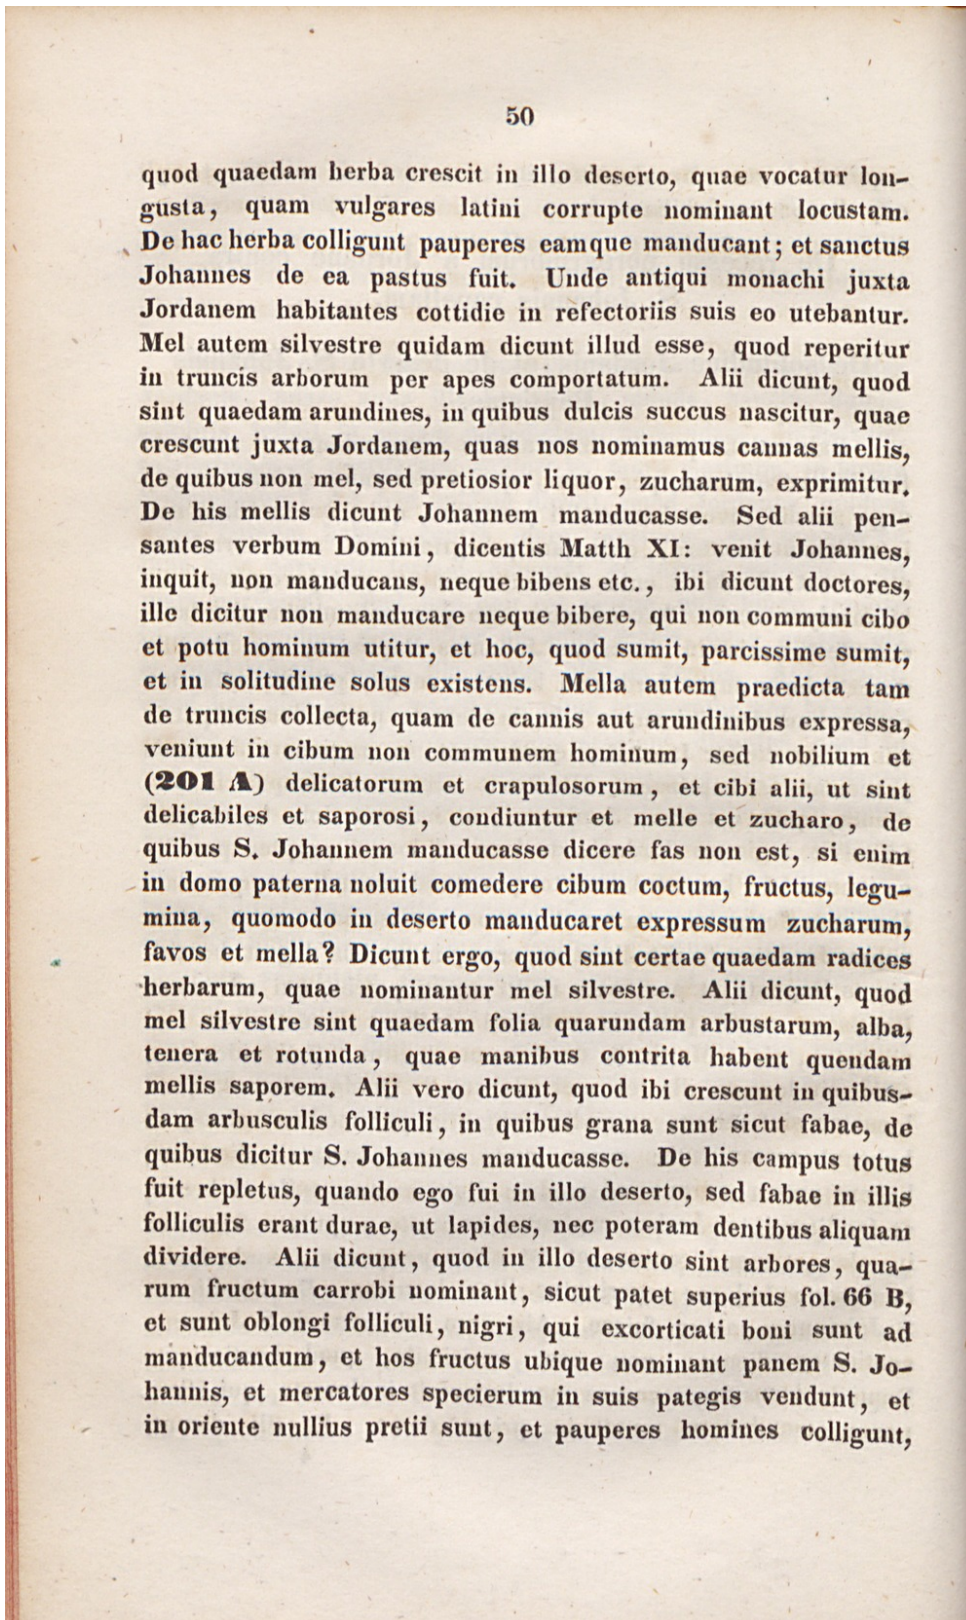 50
quod quaedam herba crescit in illo deserto, quae vocatur lon-
gusta, quam vulgares latini corrupte nominant locustam.
De hac herba colligunt pauperes eamque manducant; et sanctus
Johannes de ea pastus fuit. Unde antiqui monachi juxta
Jordanem habitantes cottidie in refectoriis suis eo utebantur.
Mel autem silvestre quidam dicunt illud esse, quod reperitur
in truncis arborum per apes comportatum. Alii dicunt, quod
sint quaedam arundines, in quibus dulcis succus nascitur, quae
crescunt juxta Jordanem, quas nos nominamus cannas mellis,
de quibus non mel, sed pretiosior liquor, zucharum, exprimitur.
De his mellis dicunt Johannem manducasse. Sed alii pen-
santes verbum Domini, dicentis Matth XI: venit Johannes,
inquit, non manducans, neque bibens etc., ibi dicunt doctores,
ille dicitur non manducare neque bibere, qui non communi cibo
et potu hominum utitur, et hoc, quod sumit, parcissime sumit,
et in solitudine solus existens. Mella autem praedicta tam
de truncis collecta, quam de cannis aut arundinibus expressa,
veniunt in cibum non communem hominum, sed nobilium et
(201 A) delicatorum et crapulosorum, et cibi alii, ut sint
delicabiles et saporosi, condiuntur et melle et zucharo, de
quibus S. Johannem manducasse dicere fas non est, si enim
in domo paterna noluit comedere cibum coctum, fructus, legu-
mina, quomodo in deserto manducaret expressum zucharum,
favos et mella? Dicunt ergo, quod sint certae quaedam radices
herbarum, quae nominantur mel silvestre. Alii dicunt, quod
mel silvestre sint quaedam folia quarundam arbustarum, alba,
tenera et rotunda, quae manibus contrita habent quendam
mellis saporem. Alii vero dicunt, quod ibi crescunt in quibus-
dam arbusculis folliculi, in quibus grana sunt sicut fabae, de
quibus dicitur S. Johannes manducasse. De his campus totus
fuit repletus, quando ego fui in illo deserto, sed fabae in illis
folliculis erant durae, ut lapides, nec poteram dentibus aliquam
dividere. Alii dicunt, quod in illo deserto sint arbores, qua-
rum fructum carrobi nominant, sicut patet superius fol. 66 B,
et sunt oblongi folliculi, nigri, qui excorticati boni sunt ad
manducandum, et hos fructus ubique nominant panem S. Jo-
hannis, et mercatores specierum in suis pategis vendunt, et
in oriente nullius pretii sunt, et pauperes homines colligunt,